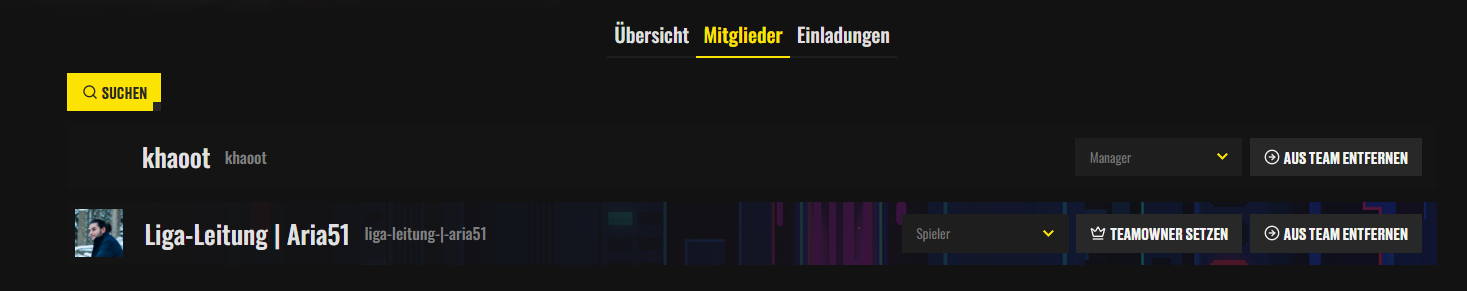 Übersicht Mitglieder Einladungen
SUCHEN
khaoot khaoot Manager AUS TEAM ENTFERNEN
Liga-Leitung | Aria51 liga-leitung-|-aria51 Spieler TEAMOWNER SETZEN AUS TEAM ENTFERNEN